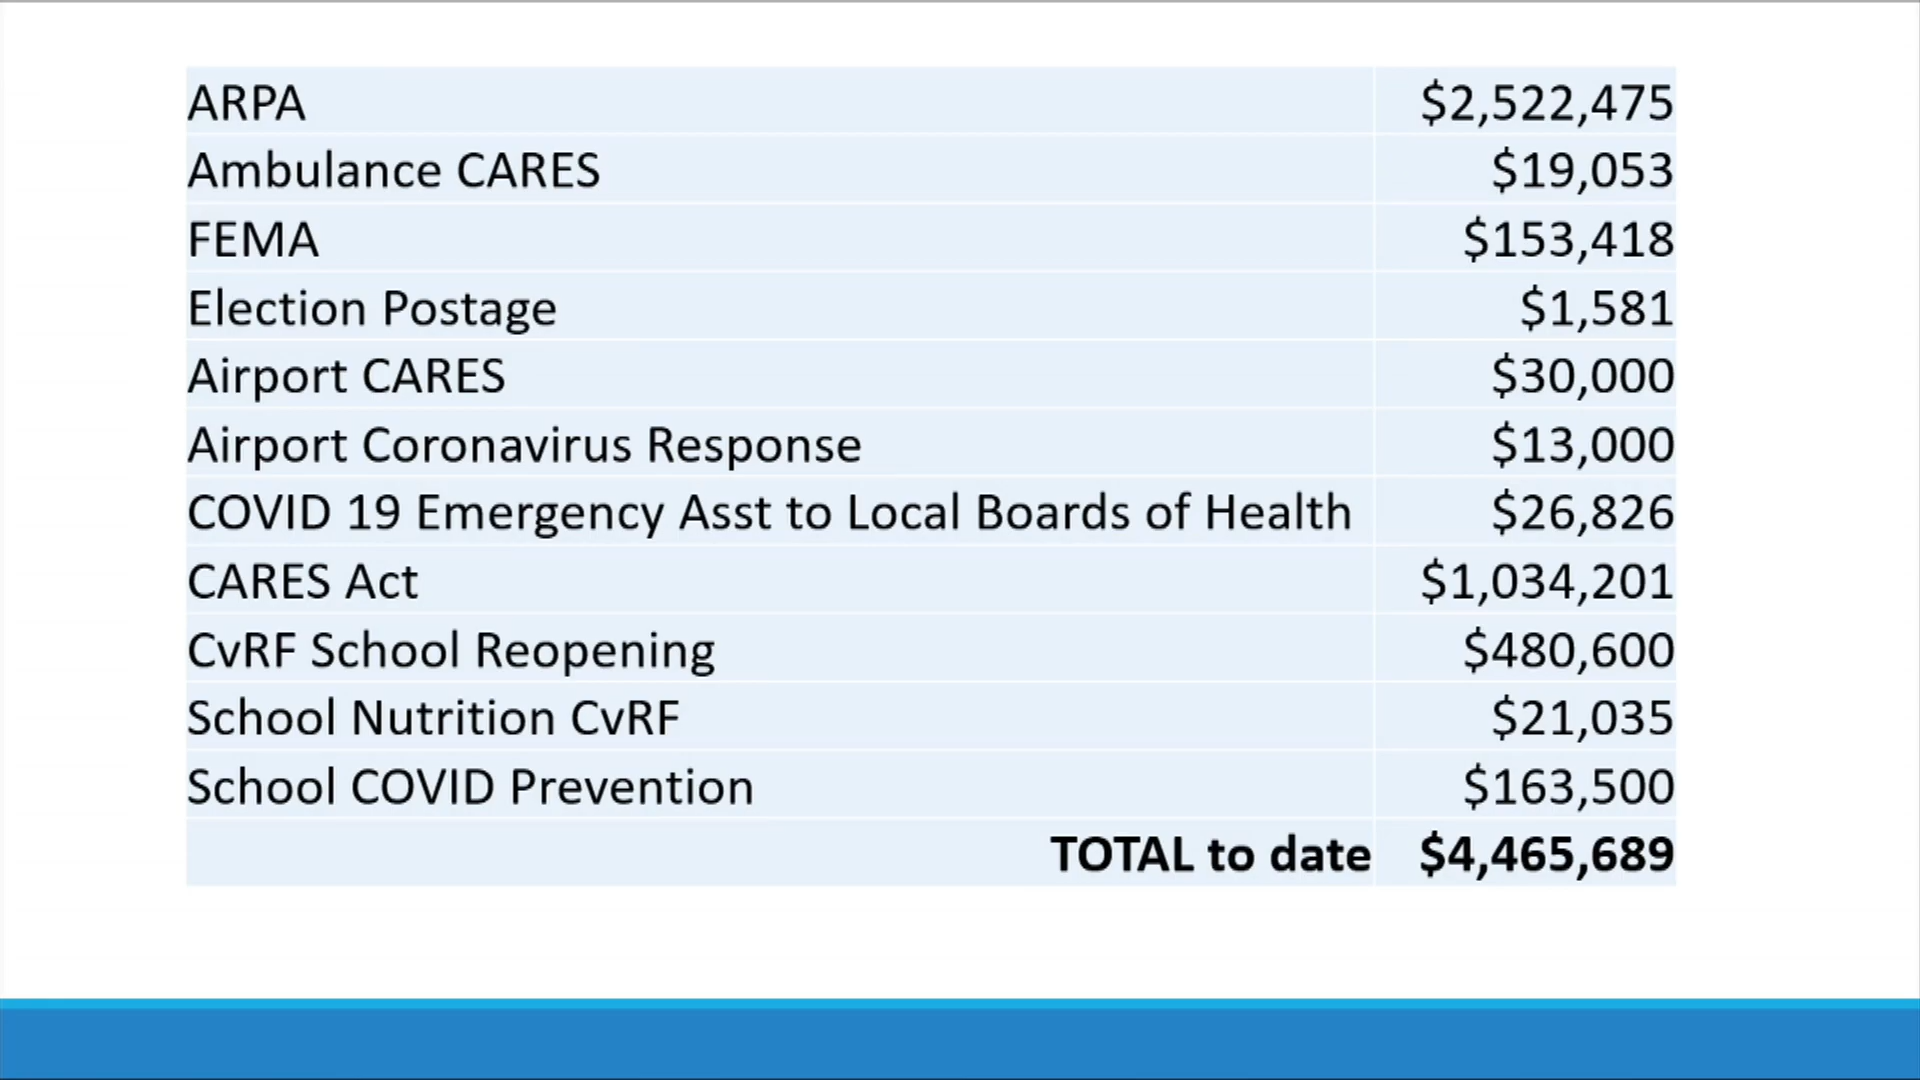 ARPA $2,522,475
Ambulance CARES $19,053
FEMA $153,418
Election Postage $1,581
Airport CARES $30,000
Airport Coronavirus Response $13,000
COVID 19 Emergency Asst to Local Boards of Health $26,826
CARES Act $1,034,201
CvRF School Reopening $480,600
School Nutrition CvRF $21,035
School COVID Prevention $163,500
TOTAL to date $4,465,689